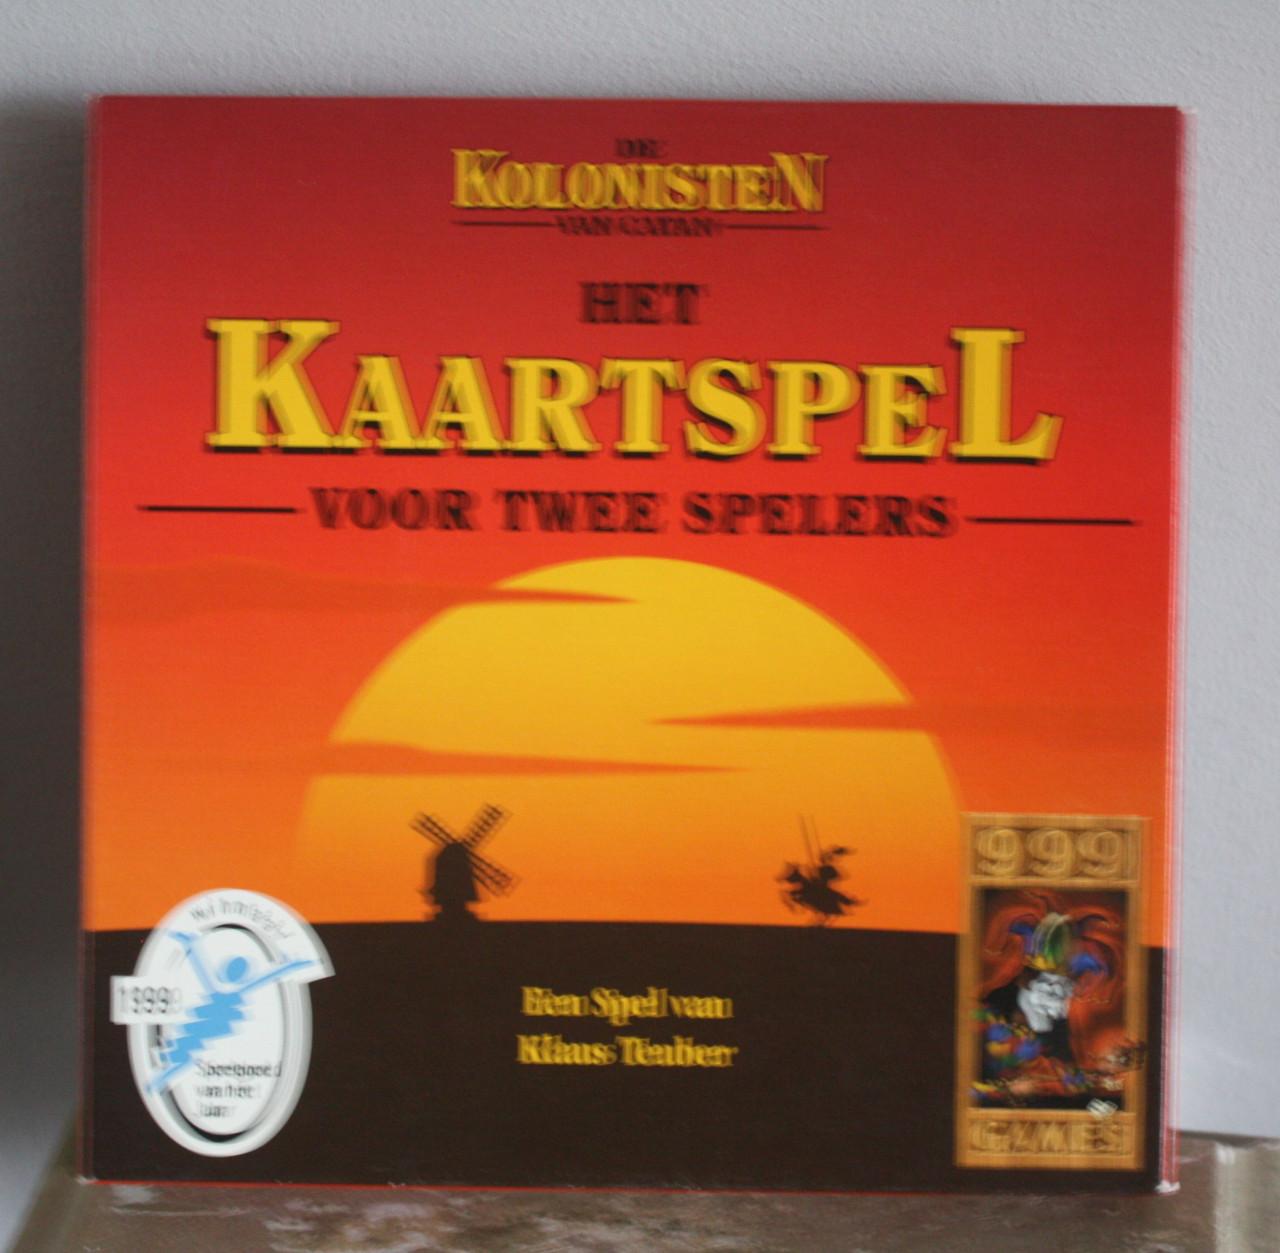 DE
KOLONISTEN
VAN CATAN
HET
KAARTSPEL
VOOR TWEE SPELERS
999
1999
Een Spel van
Klaus Teuber
Speelgoed
van het
Jaar
GAMES